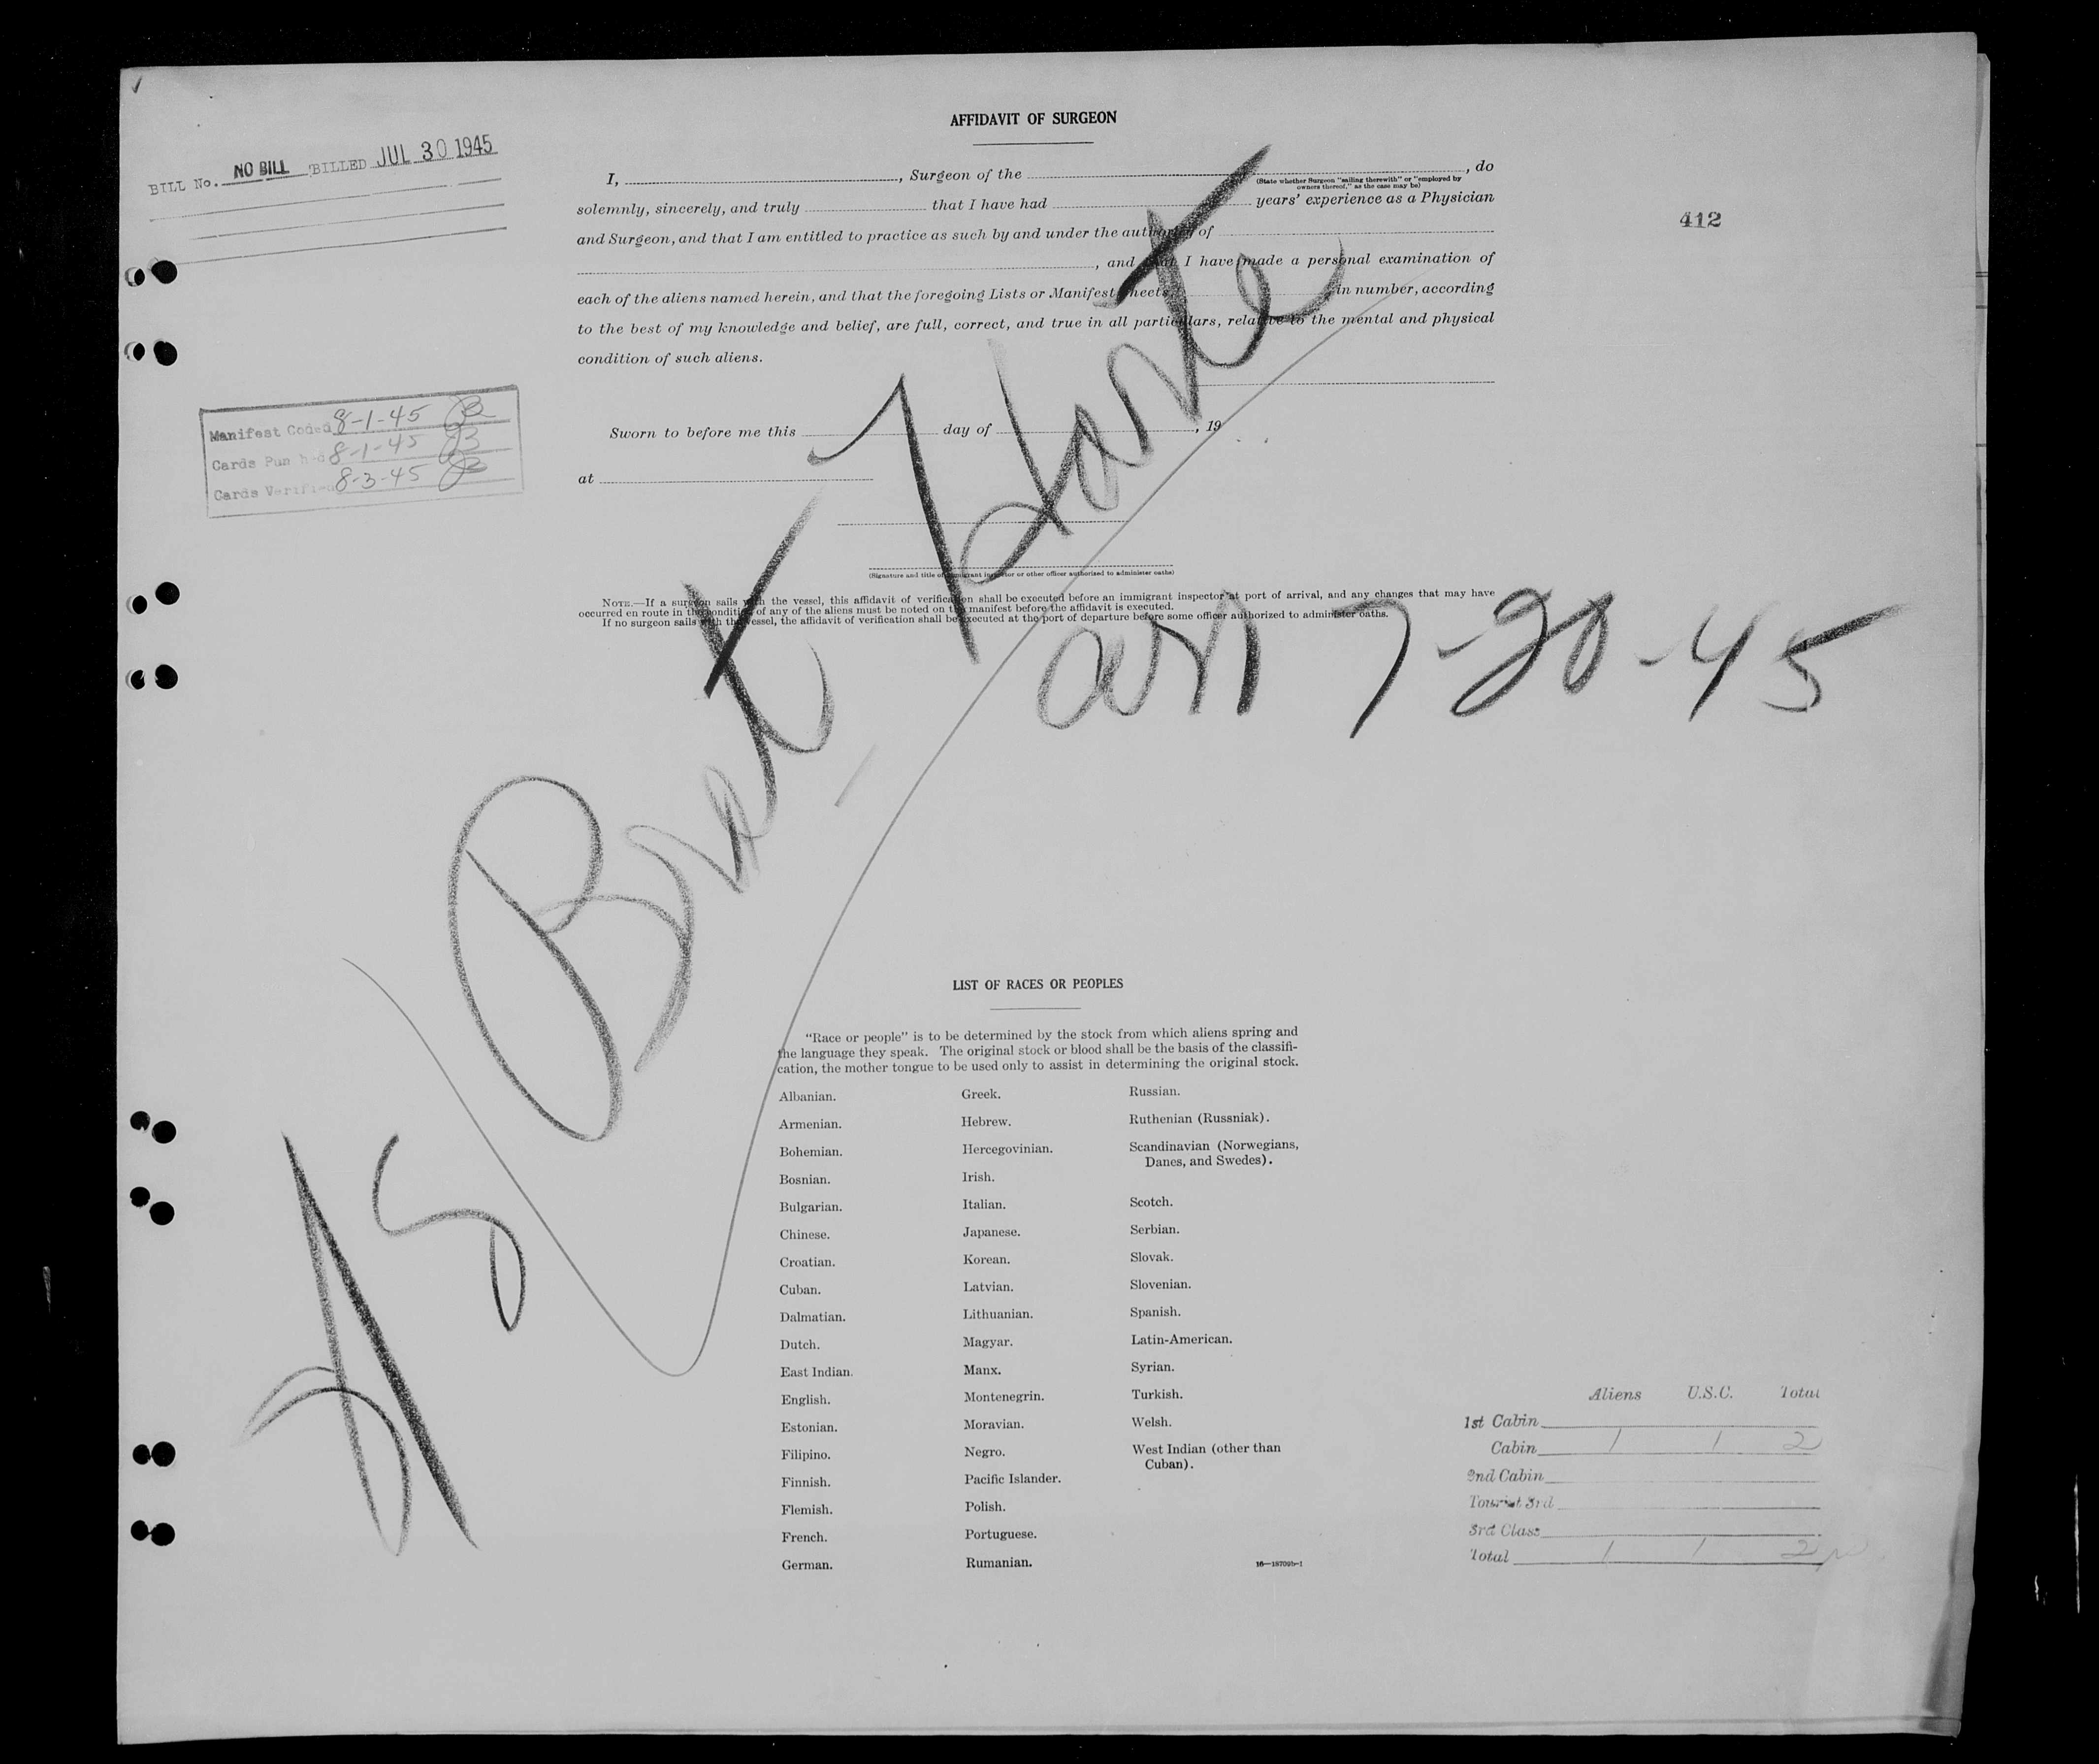 AFFIDAVIT OF SURGEON
BILL No. NO BILL BILLED JUL 30 1945
412
I, , Surgeon of the , do
(State whether Surgeon "sailing therewith" or "employed by
owners thereof," as the case may be)
solemnly, sincerely, and truly that I have had years' experience as a Physician
and Surgeon, and that I am entitled to practice as such by and under the authority of
, and that I have made a personal examination of
each of the aliens named herein, and that the foregoing Lists or Manifest Sheets, in number, according
to the best of my knowledge and belief, are full, correct, and true in all particulars, relative to the mental and physical
condition of such aliens.
Manifest Coded 8-1-45 B
Cards Punched 8-1-45 B
Cards Verified 8-3-45 B
Sworn to before me this day of , 19
at
(Signature and title of immigrant inspector or other officer authorized to administer oaths)
NOTE.—If a surgeon sails with the vessel, this affidavit of verification shall be executed before an immigrant inspector at port of arrival, and any changes that may have
occurred en route in the condition of any of the aliens must be noted on the manifest before the affidavit is executed.
If no surgeon sails with the vessel, the affidavit of verification shall be executed at the port of departure before some officer authorized to administer oaths.
SS Bret Harte
arr 7-20-45
LIST OF RACES OR PEOPLES
"Race or people" is to be determined by the stock from which aliens spring and
the language they speak. The original stock or blood shall be the basis of the classifi-
cation, the mother tongue to be used only to assist in determining the original stock.
Albanian.
Armenian.
Bohemian.
Bosnian.
Bulgarian.
Chinese.
Croatian.
Cuban.
Dalmatian.
Dutch.
East Indian.
English.
Estonian.
Filipino.
Finnish.
Flemish.
French.
German.
Greek.
Hebrew.
Hercegovinian.
Irish.
Italian.
Japanese.
Korean.
Latvian.
Lithuanian.
Magyar.
Manx.
Montenegrin.
Moravian.
Negro.
Pacific Islander.
Polish.
Portuguese.
Rumanian.
Russian.
Ruthenian (Russniak).
Scandinavian (Norwegians,
Danes, and Swedes).
Scotch.
Serbian.
Slovak.
Slovenian.
Spanish.
Latin-American.
Syrian.
Turkish.
Welsh.
West Indian (other than
Cuban).
16—18709b-1
Aliens U.S.C. Total
1st Cabin
Cabin 1 1 2
2nd Cabin
Tourist 3rd
3rd Class
Total 1 1 2